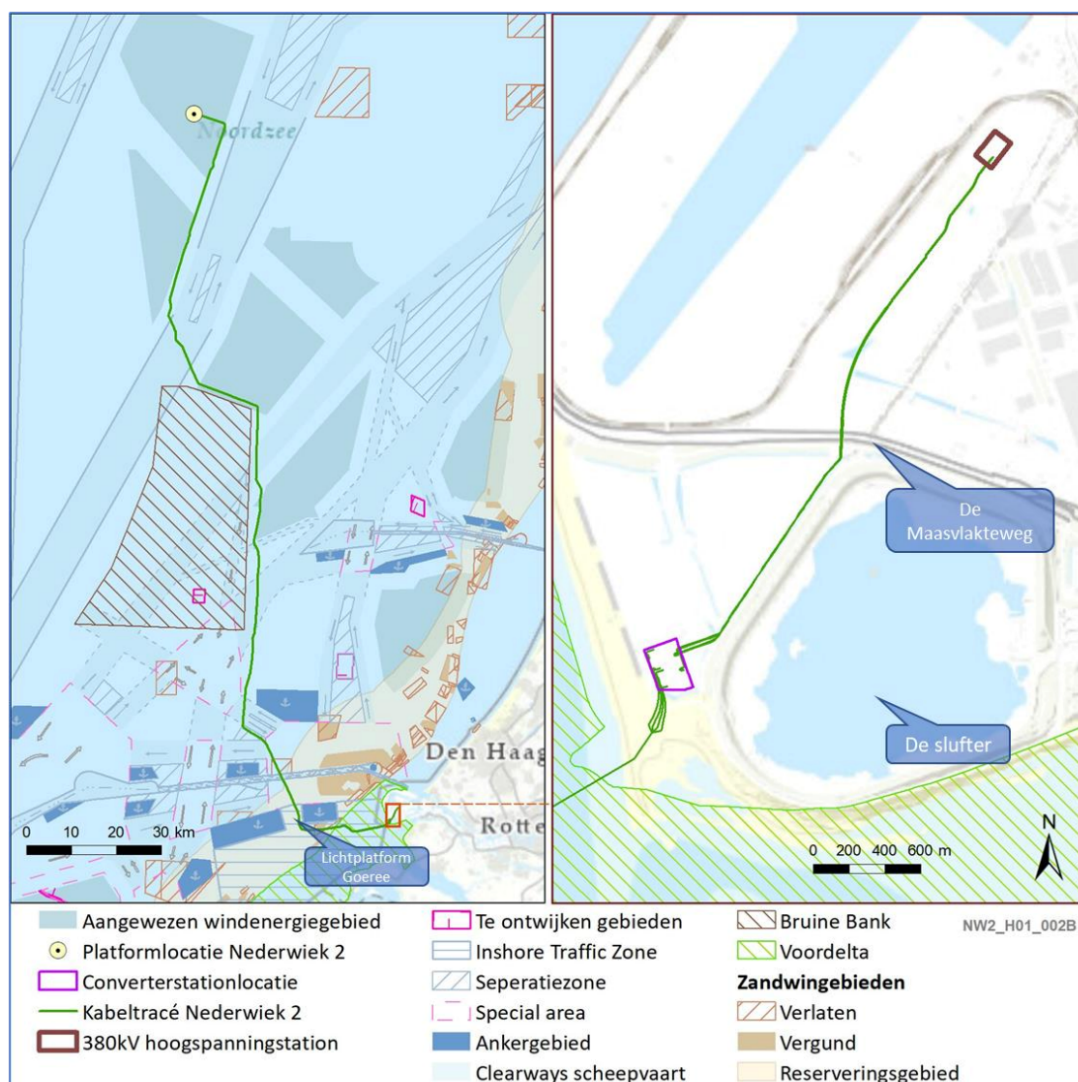 Noordzee
Den Haag
Rotte
Lichtplatform
Goeree
0 10 20 30 km
De
Maasvlakteweg
De slufter
N
0 200 400 600 m
Aangewezen windenergiegebied
Platformlocatie Nederwiek 2
Converterstationlocatie
Kabeltracé Nederwiek 2
380kV hoogspanningstation
Te ontwijken gebieden
Inshore Traffic Zone
Seperatiezone
Special area
Ankergebied
Clearways scheepvaart
Bruine Bank
Voordelta
Zandwingebieden
Verlaten
Vergund
Reserveringsgebied
NW2_H01_002B